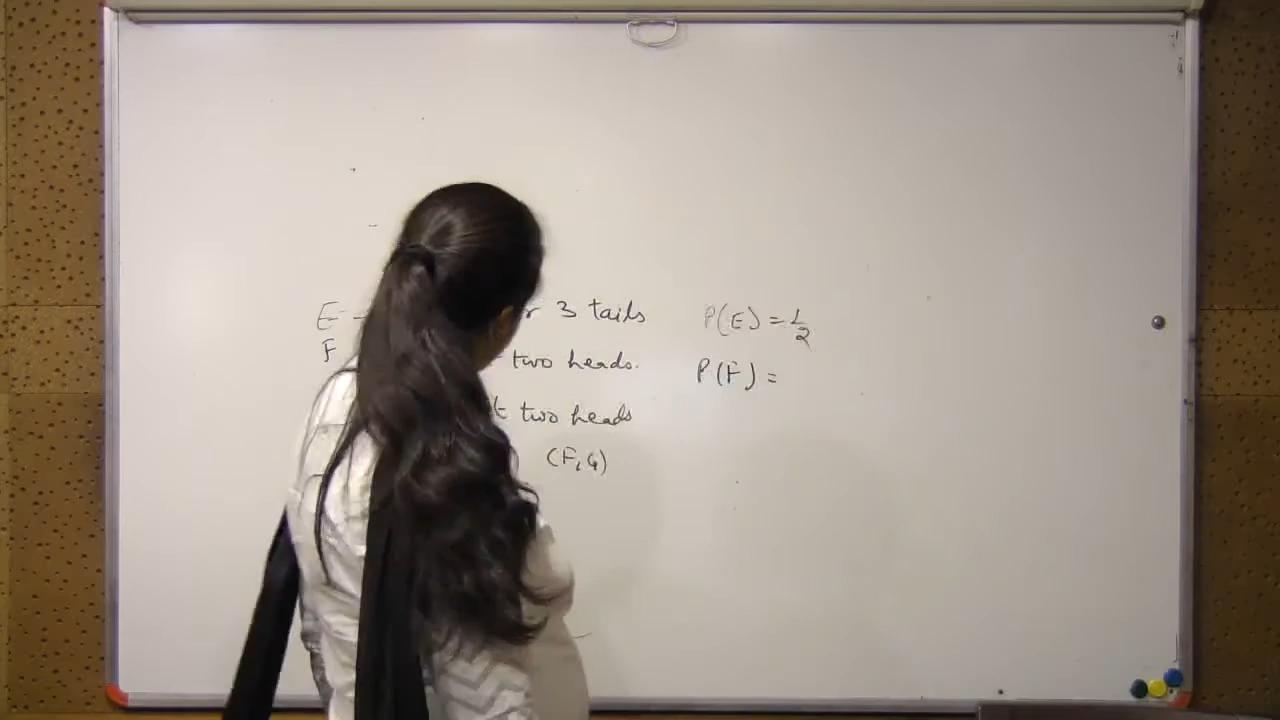 E - 3 tails P(E) = 1/2
F two heads. P(F) =
two heads
(F, G)